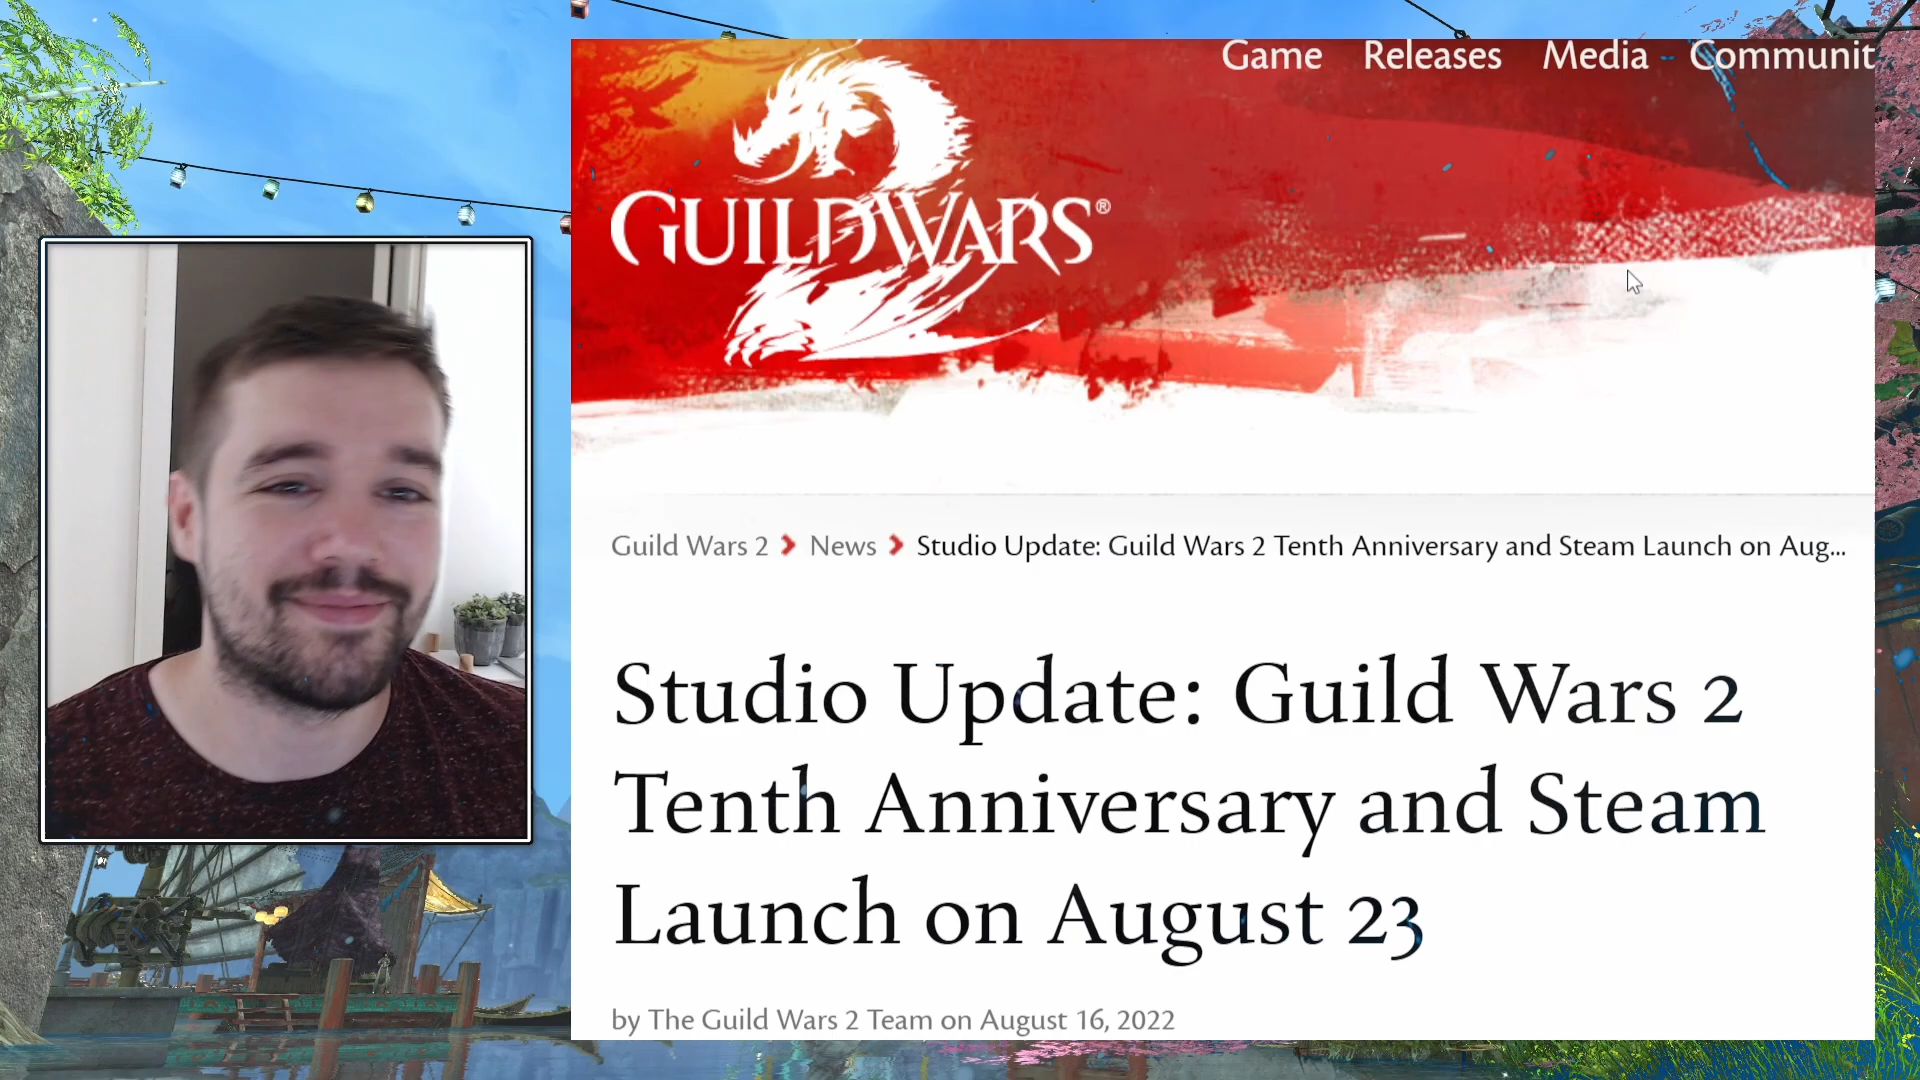 Game Releases Media Communit
GUILDWARS®
2
Guild Wars 2 News Studio Update: Guild Wars 2 Tenth Anniversary and Steam Launch on Aug...
Studio Update: Guild Wars 2
Tenth Anniversary and Steam
Launch on August 23
by The Guild Wars 2 Team on August 16, 2022